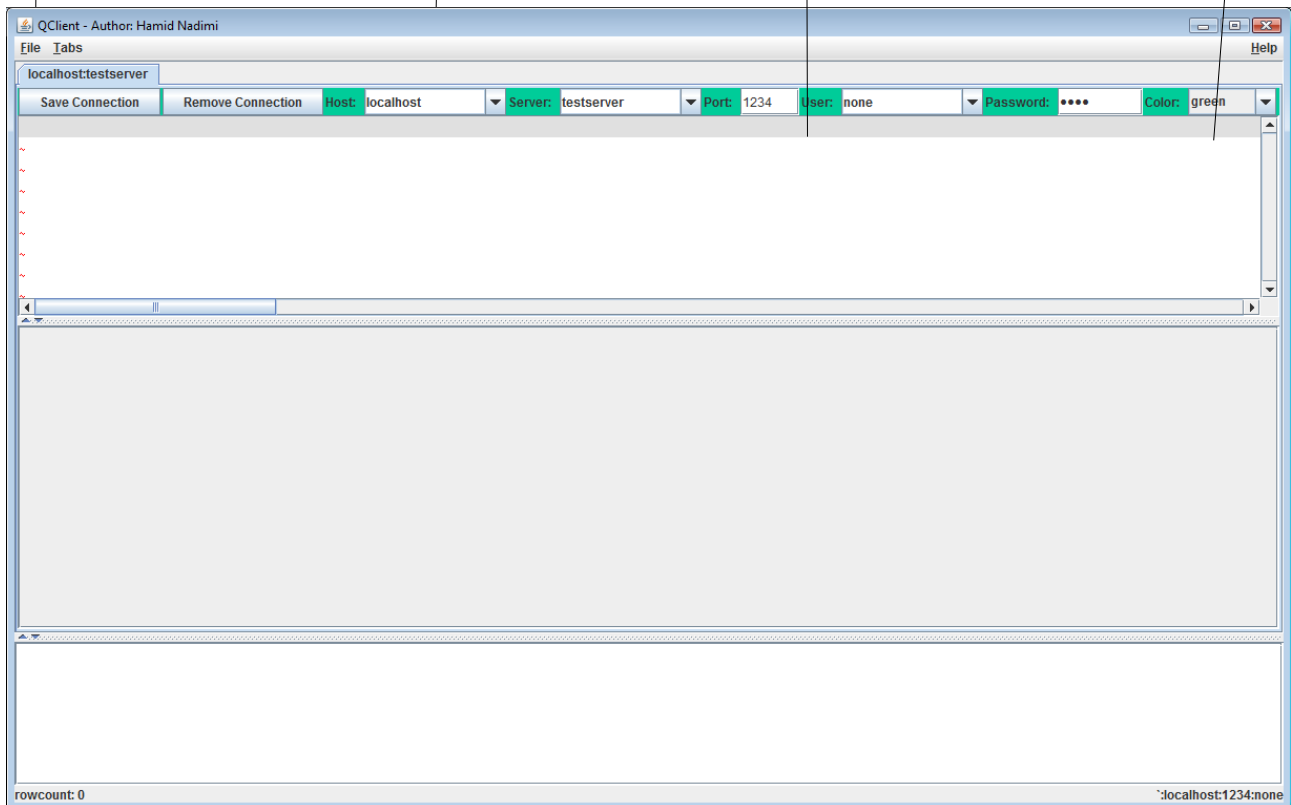 QClient - Author: Hamid Nadimi
File Tabs Help
localhost:testserver
Save Connection Remove Connection Host: localhost Server: testserver Port: 1234 User: none Password: •••• Color: green
~
~
~
~
~
~
~
~
rowcount: 0 `:localhost:1234:none